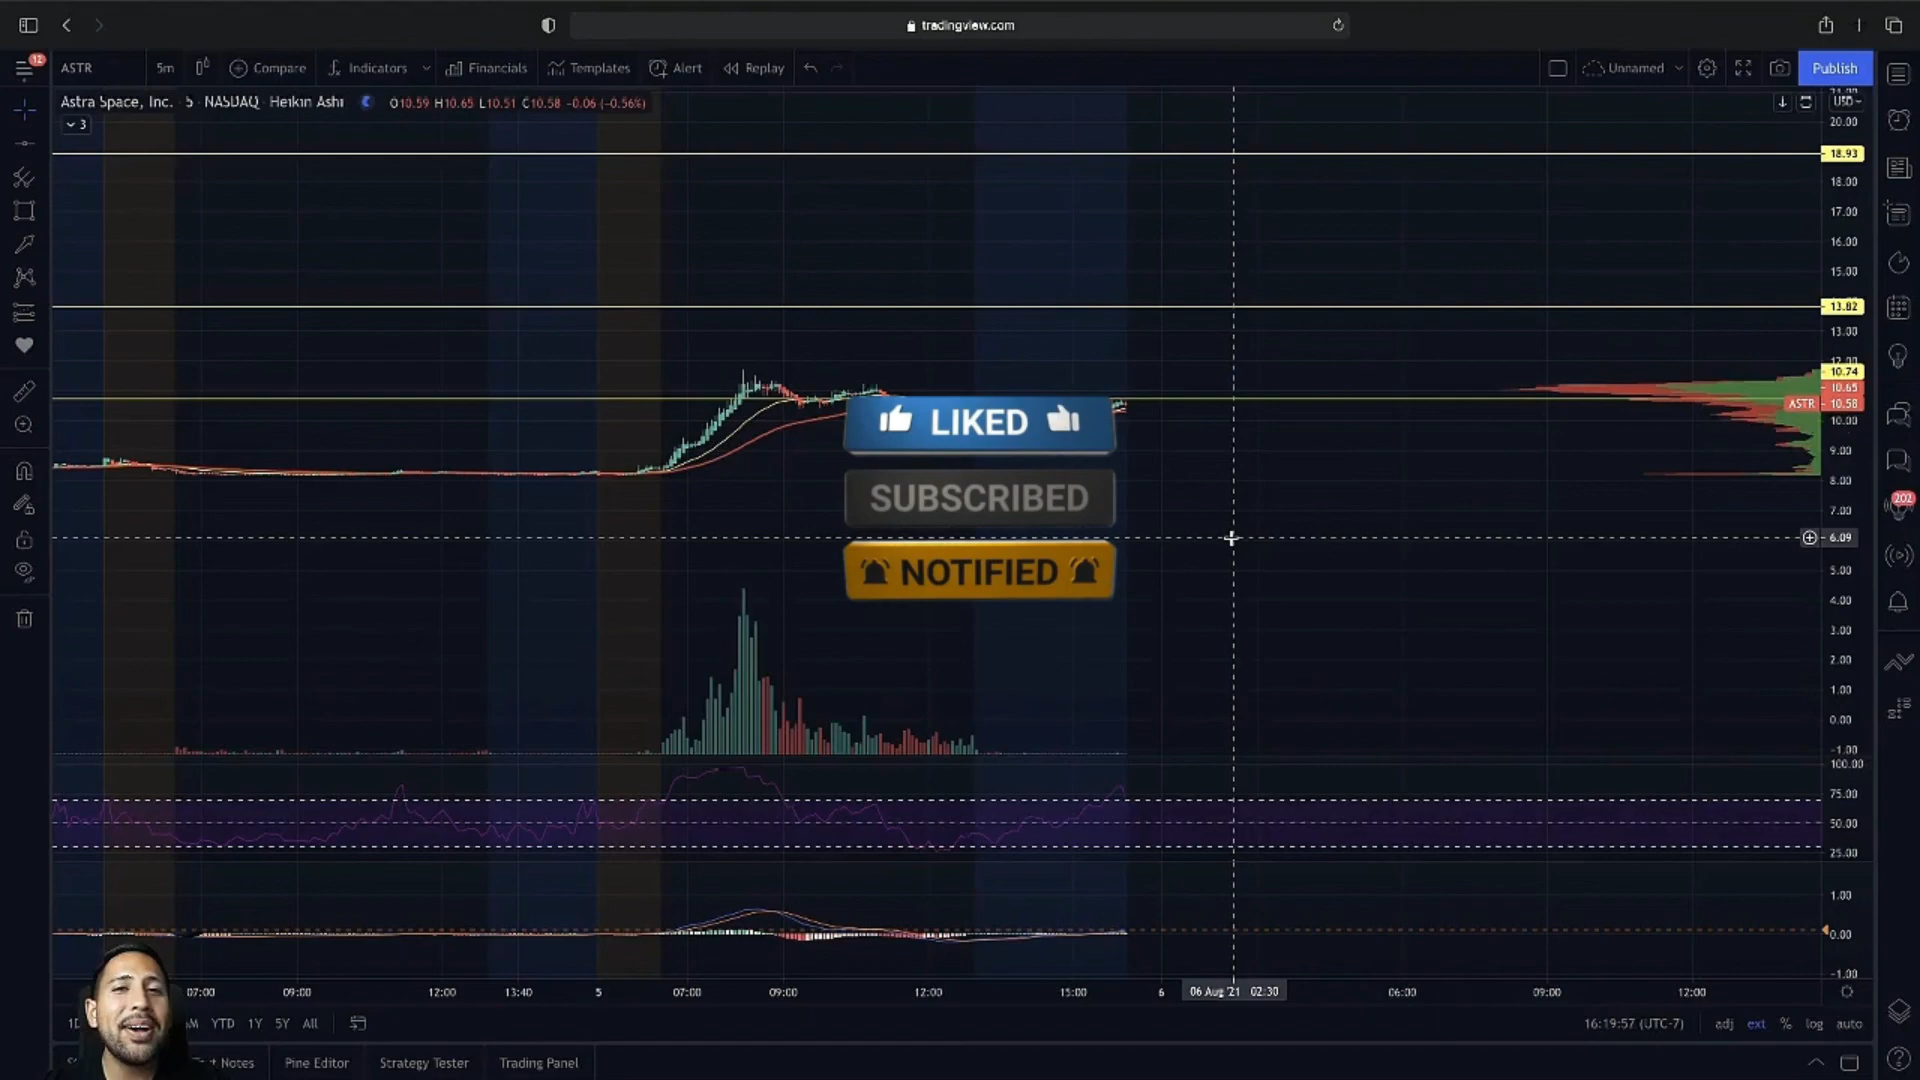 tradingview.com
12
ASTR
5m
Compare
Indicators
Financials
Templates
Alert
Replay
Unnamed
Publish
Astra Space, Inc. · 5 · NASDAQ · Heikin Ashi
O10.59 H10.65 L10.51 C10.58 -0.06 (-0.56%)
USD
3
20.00
18.93
18.00
17.00
16.00
15.00
13.82
13.00
12.00
10.74
10.65
ASTR 10.58
10.00
9.00
8.00
7.00
6.09
5.00
4.00
3.00
2.00
1.00
0.00
-1.00
LIKED
SUBSCRIBED
NOTIFIED
202
100.00
75.00
50.00
25.00
1.00
0.00
-1.00
07:00
09:00
12:00
13:40
5
07:00
09:00
12:00
15:00
6
06 Aug '21 02:30
06:00
09:00
12:00
YTD
1Y
5Y
All
16:19:57 (UTC-7)
adj
ext
%
log
auto
Notes
Pine Editor
Strategy Tester
Trading Panel